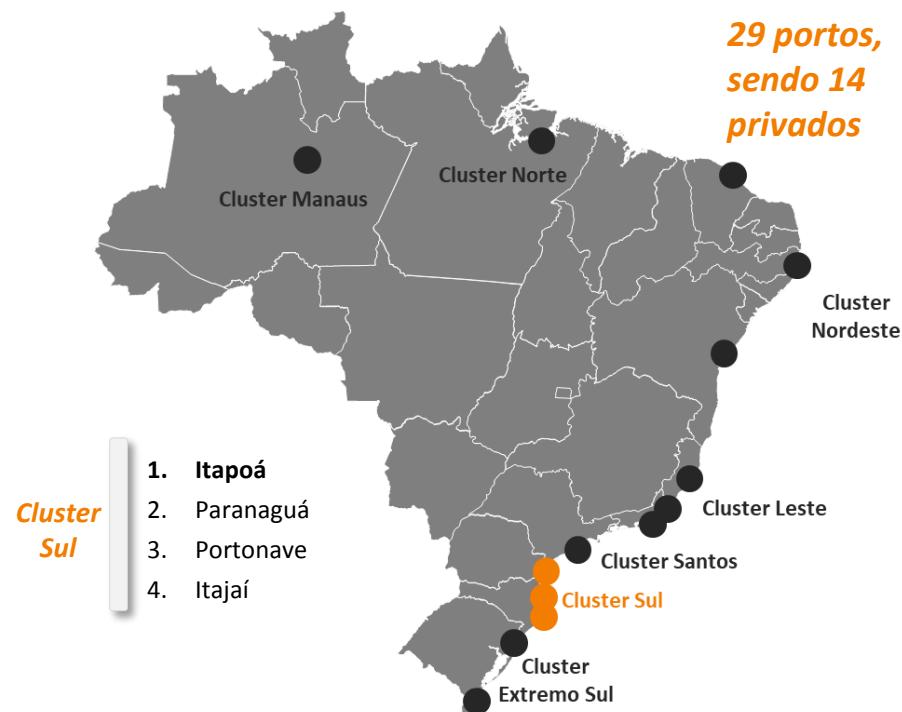 29 portos,
sendo 14
privados
Cluster Norte
Cluster Manaus
Cluster
Nordeste
Cluster
Sul
1. Itapoá
2. Paranaguá
3. Portonave
4. Itajaí
Cluster Leste
Cluster Santos
Cluster Sul
Cluster
Extremo Sul